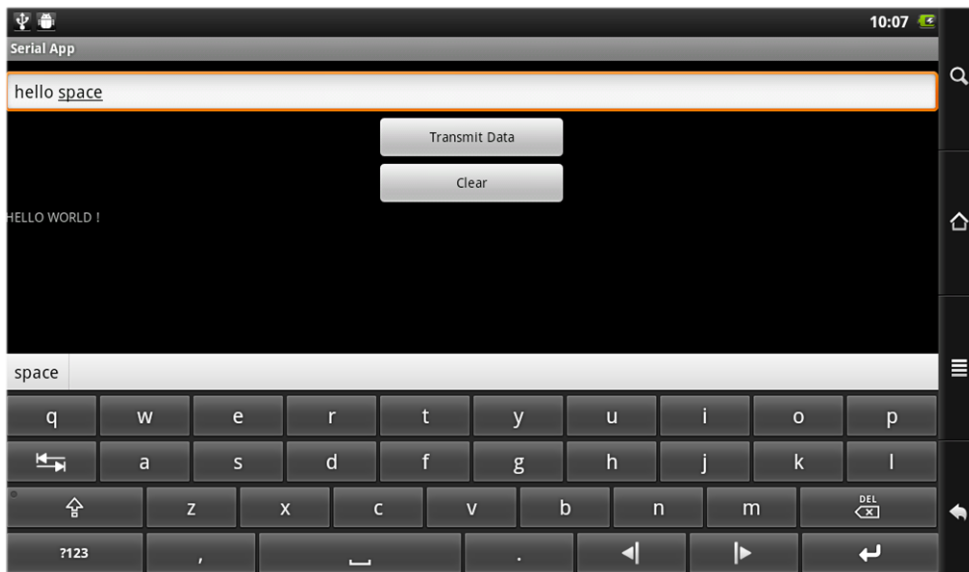 10:07
Serial App
hello space
Transmit Data
Clear
HELLO WORLD !
space
q w e r t y u i o p
a s d f g h j k l
z x c v b n m DEL
?123 , .